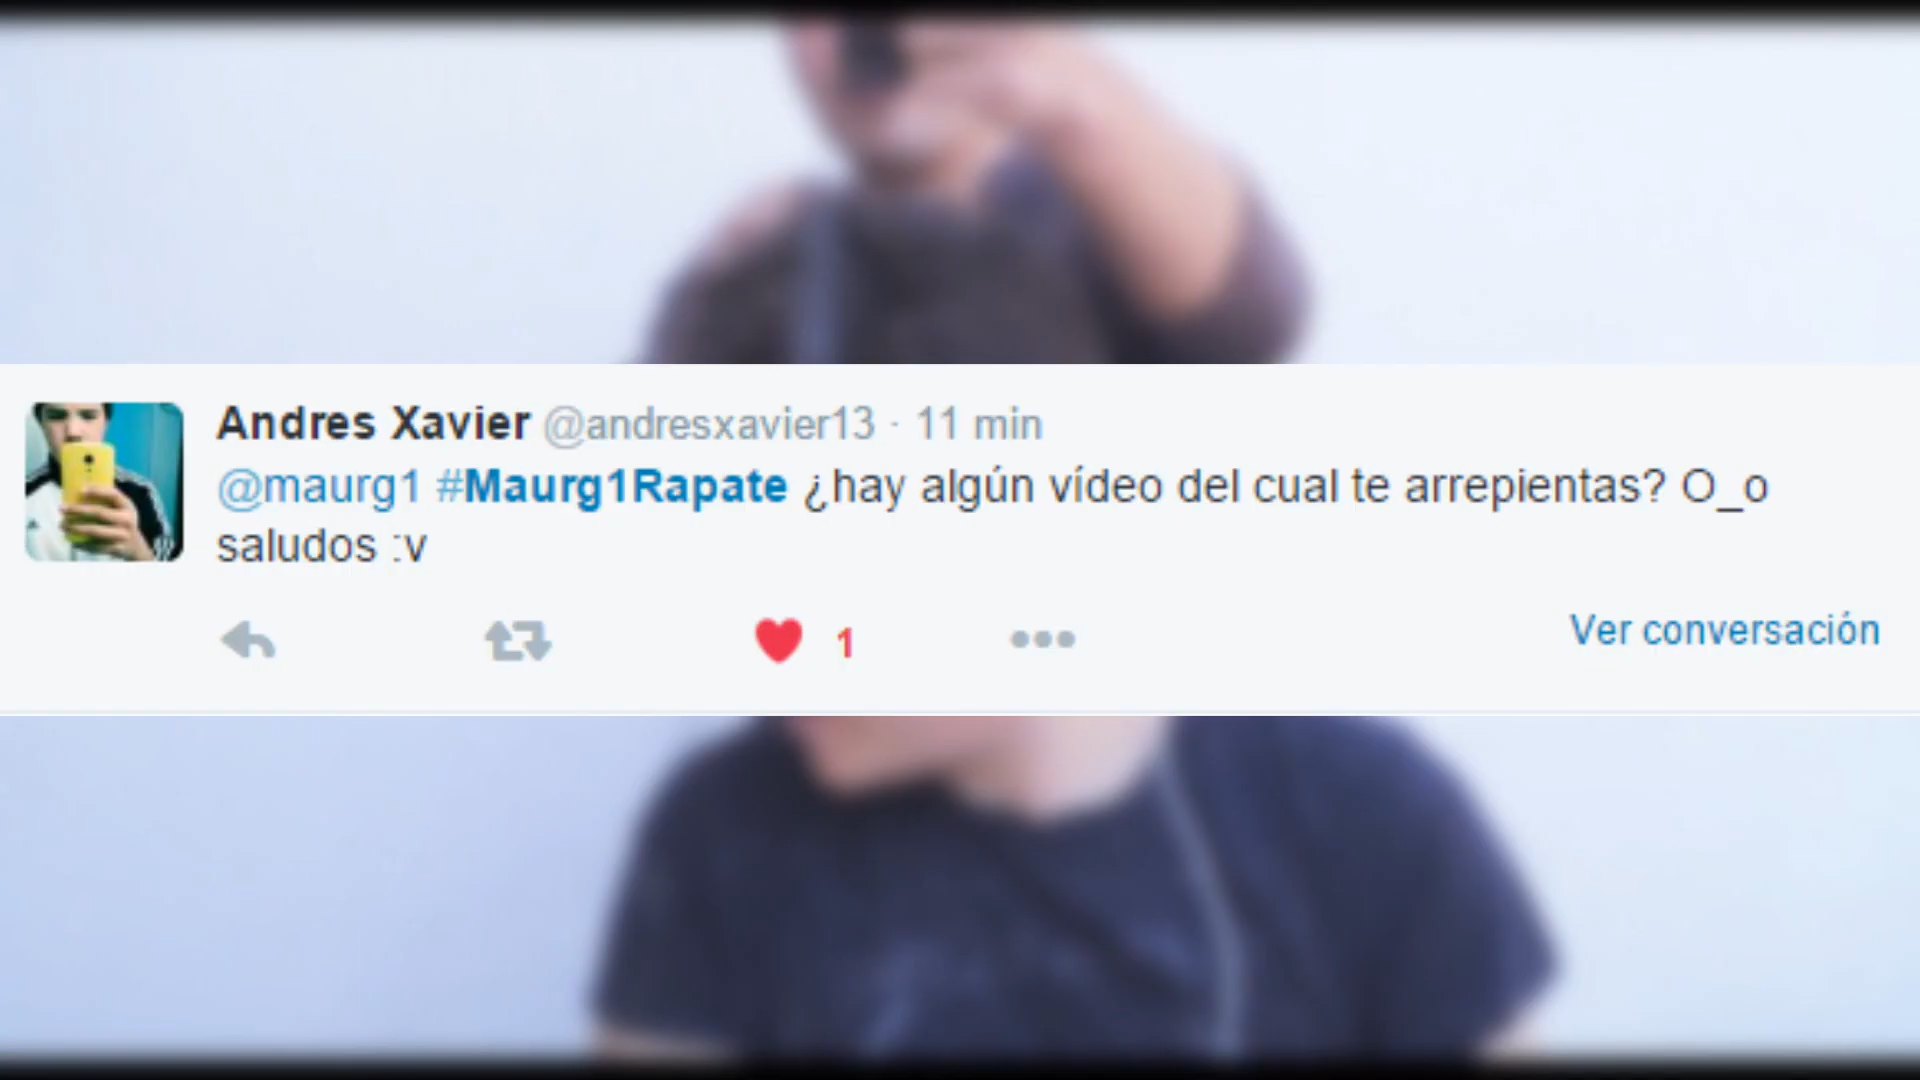 Andres Xavier @andresxavier13 · 11 min
@maurg1 #Maurg1Rapate ¿hay algún vídeo del cual te arrepientas? O_o
saludos :v
1
Ver conversación